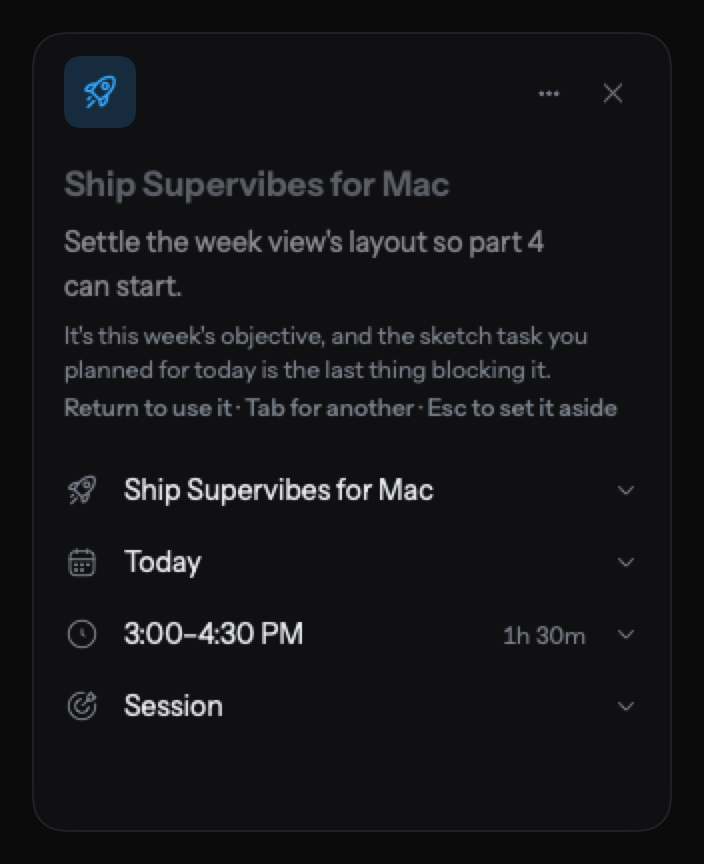 Ship Supervibes for Mac
Settle the week view's layout so part 4
can start.
It's this week's objective, and the sketch task you
planned for today is the last thing blocking it.
Return to use it · Tab for another · Esc to set it aside
Ship Supervibes for Mac
Today
3:00–4:30 PM 1h 30m
Session